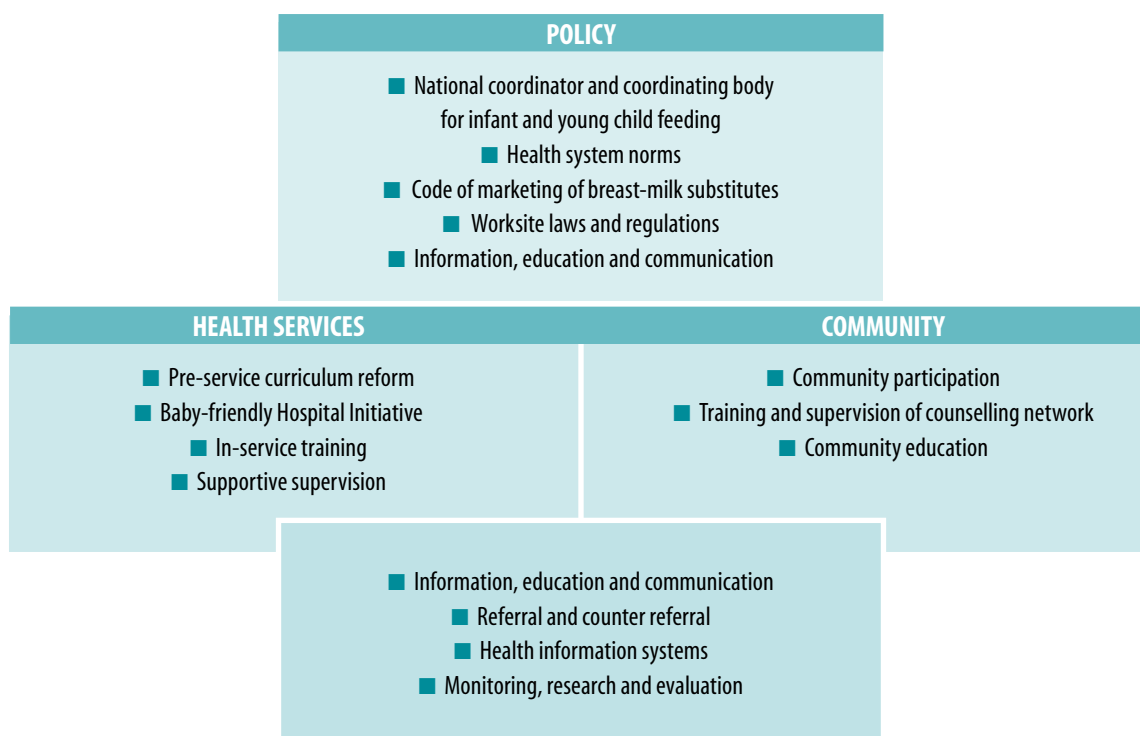 POLICY
■ National coordinator and coordinating body
for infant and young child feeding
■ Health system norms
■ Code of marketing of breast-milk substitutes
■ Worksite laws and regulations
■ Information, education and communication
HEALTH SERVICES
■ Pre-service curriculum reform
■ Baby-friendly Hospital Initiative
■ In-service training
■ Supportive supervision
COMMUNITY
■ Community participation
■ Training and supervision of counselling network
■ Community education
■ Information, education and communication
■ Referral and counter referral
■ Health information systems
■ Monitoring, research and evaluation